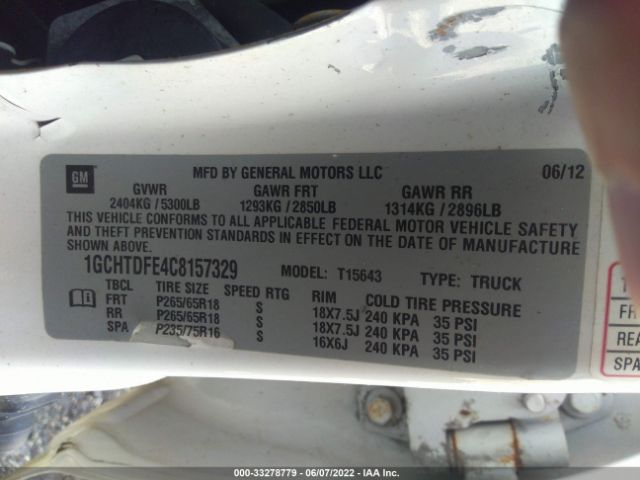 GM
MFD BY GENERAL MOTORS LLC 06/12
GVWR GAWR FRT GAWR RR
2404KG / 5300LB 1293KG / 2850LB 1314KG / 2896LB
THIS VEHICLE CONFORMS TO ALL APPLICABLE FEDERAL MOTOR VEHICLE SAFETY
AND THEFT PREVENTION STANDARDS IN EFFECT ON THE DATE OF MANUFACTURE
SHOWN ABOVE.
1GCHTDFE4C8157329 MODEL: T15643 TYPE: TRUCK
TBCL TIRE SIZE SPEED RTG RIM COLD TIRE PRESSURE
FRT P265/65R18 S 18X7.5J 240 KPA 35 PSI
RR P265/65R18 S 18X7.5J 240 KPA 35 PSI
SPA P235/75R16 S 16X6J 240 KPA 35 PSI
T
FR
REA
SPA
000-33278779 - 06/07/2022 - IAA Inc.